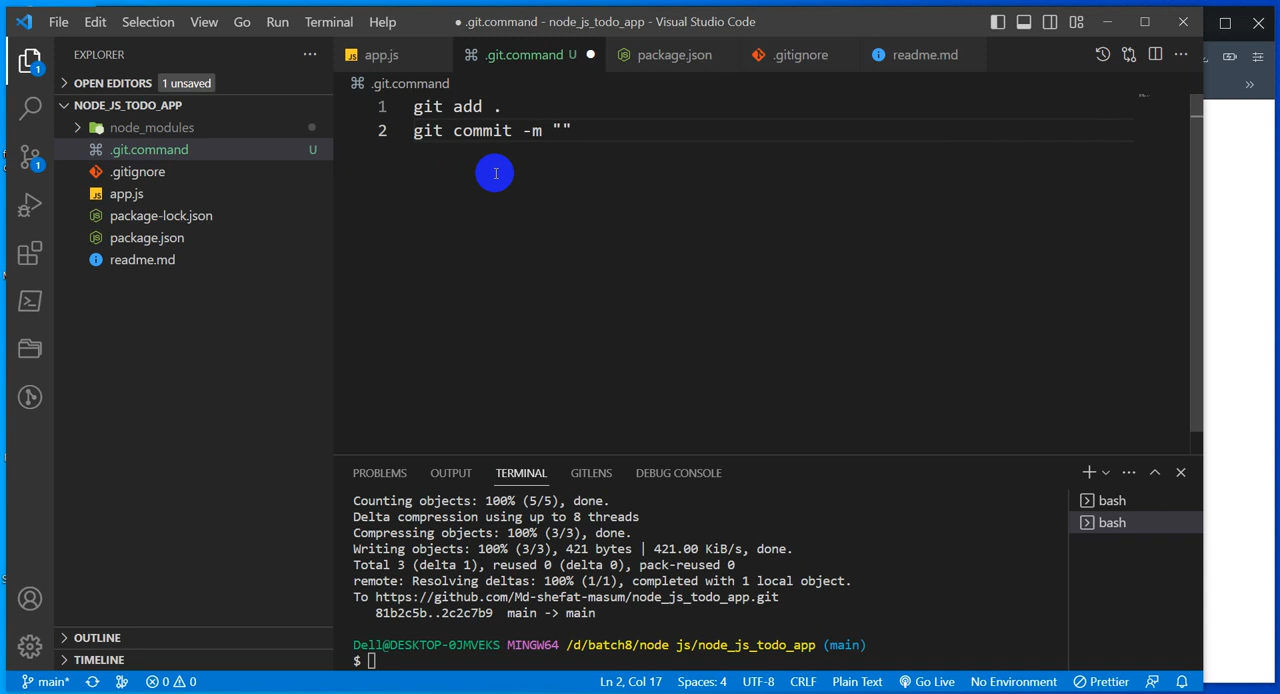 File Edit Selection View Go Run Terminal Help
● .git.command - node_js_todo_app - Visual Studio Code
EXPLORER
OPEN EDITORS 1 unsaved
NODE_JS_TODO_APP
node_modules
.git.command U
.gitignore
app.js
package-lock.json
package.json
readme.md
OUTLINE
TIMELINE
1
1
app.js
.git.command U
package.json
.gitignore
readme.md
.git.command
1 git add .
2 git commit -m ""
PROBLEMS OUTPUT TERMINAL GITLENS DEBUG CONSOLE
Counting objects: 100% (5/5), done.
Delta compression using up to 8 threads
Compressing objects: 100% (3/3), done.
Writing objects: 100% (3/3), 421 bytes | 421.00 KiB/s, done.
Total 3 (delta 1), reused 0 (delta 0), pack-reused 0
remote: Resolving deltas: 100% (1/1), completed with 1 local object.
To https://github.com/Md-shefat-masum/node_js_todo_app.git
81b2c5b..2c2c7b9 main -> main
Dell@DESKTOP-0JMVEKS MINGW64 /d/batch8/node js/node_js_todo_app (main)
$
bash
bash
main* 0 0 Ln 2, Col 17 Spaces: 4 UTF-8 CRLF Plain Text Go Live No Environment Prettier